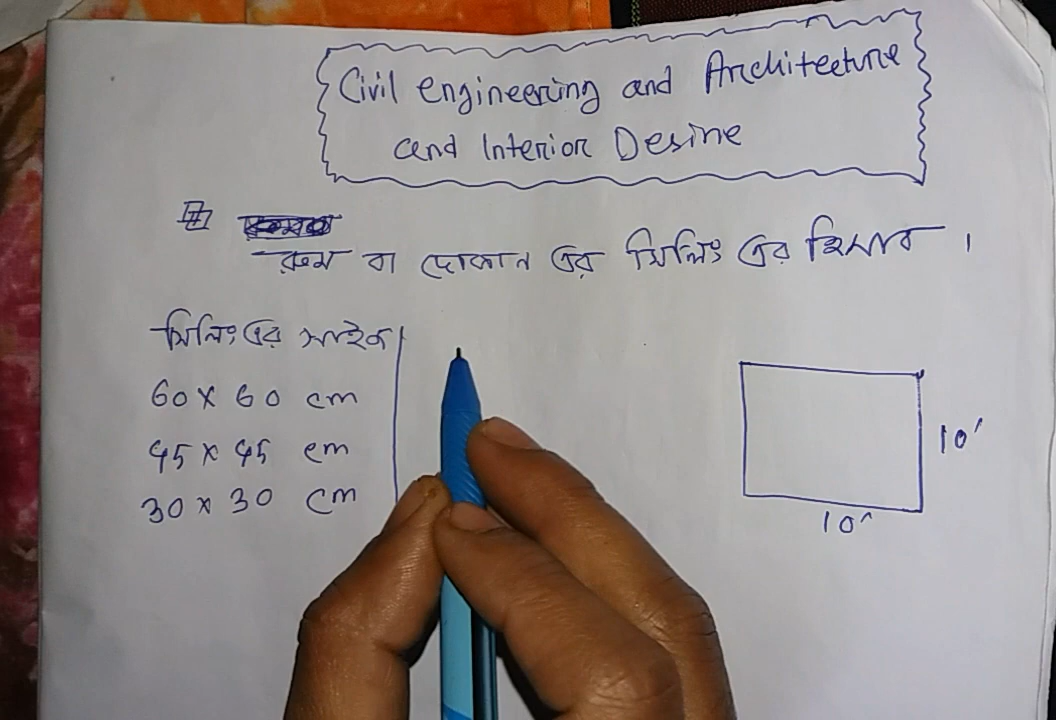 Civil engineering and Architecture
and Interior Desine
রুম বা দোকান এর সিলিং এর হিসাব ।
সিলিং এর সাইজ
60 x 60 cm
45 x 45 cm
30 x 30 cm
10'
10'